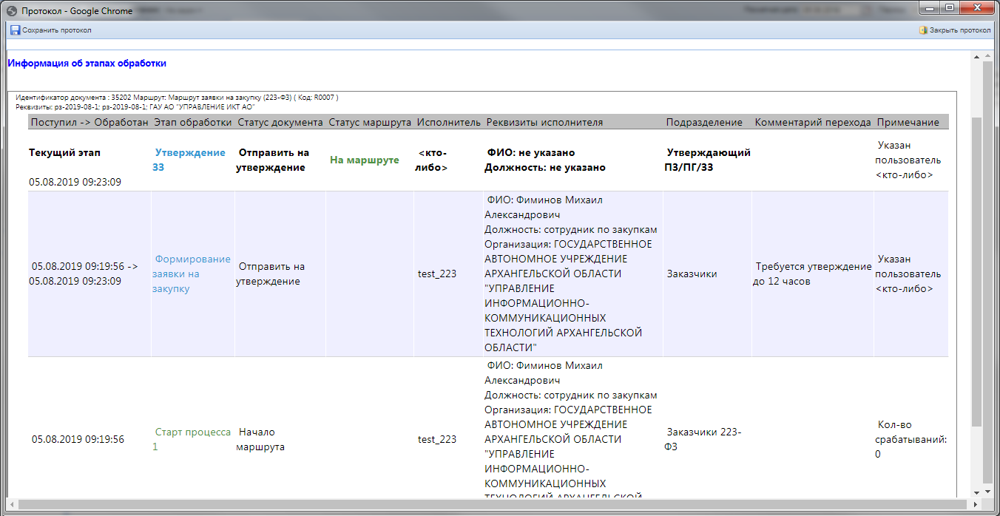 Протокол - Google Chrome
Сохранить протокол
Закрыть протокол
Информация об этапах обработки
Идентификатор документа : 35202 Маршрут: Маршрут заявки на закупку (223-ФЗ) ( Код: R0007 )
Реквизиты: рз-2019-08-1; рз-2019-08-1; ГАУ АО "УПРАВЛЕНИЕ ИКТ АО"
Поступил -> Обработан Этап обработки Статус документа Статус маршрута Исполнитель Реквизиты исполнителя Подразделение Комментарий перехода Примечание
Текущий этап
05.08.2019 09:23:09
Утверждение
ЗЗ
Отправить на
утверждение
На маршруте
<кто-
либо>
ФИО: не указано
Должность: не указано
Утверждающий
ПЗ/ПГ/ЗЗ
Указан
пользователь
<кто-либо>
05.08.2019 09:19:56 ->
05.08.2019 09:23:09
Формирование
заявки на
закупку
Отправить на
утверждение
test_223
ФИО: Фиминов Михаил
Александрович
Должность: сотрудник по закупкам
Организация: ГОСУДАРСТВЕННОЕ
АВТОНОМНОЕ УЧРЕЖДЕНИЕ
АРХАНГЕЛЬСКОЙ ОБЛАСТИ
"УПРАВЛЕНИЕ
ИНФОРМАЦИОННО-
КОММУНИКАЦИОННЫХ
ТЕХНОЛОГИЙ АРХАНГЕЛЬСКОЙ
ОБЛАСТИ"
Заказчики
Требуется утверждение
до 12 часов
Указан
пользователь
<кто-либо>
05.08.2019 09:19:56
Старт процесса
1
Начало
маршрута
test_223
ФИО: Фиминов Михаил
Александрович
Должность: сотрудник по закупкам
Организация: ГОСУДАРСТВЕННОЕ
АВТОНОМНОЕ УЧРЕЖДЕНИЕ
АРХАНГЕЛЬСКОЙ ОБЛАСТИ
"УПРАВЛЕНИЕ
ИНФОРМАЦИОННО-
КОММУНИКАЦИОННЫХ
ТЕХНОЛОГИЙ АРХАНГЕЛЬСКОЙ
Заказчики 223-
ФЗ
Кол-во
срабатываний:
0